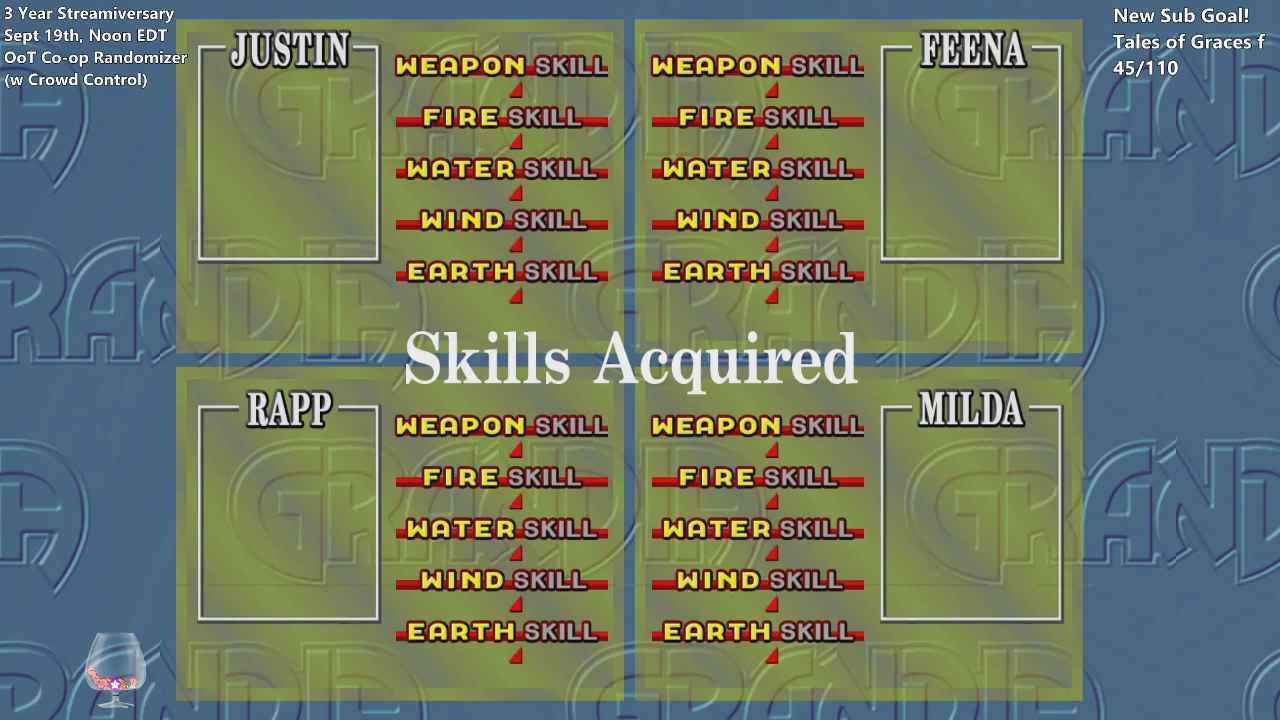 3 Year Streamiversary
Sept 19th, Noon EDT
OoT Co-op Randomizer
(w Crowd Control)
New Sub Goal!
Tales of Graces f
45/110
JUSTIN
WEAPON SKILL
FIRE SKILL
WATER SKILL
WIND SKILL
EARTH SKILL
FEENA
WEAPON SKILL
FIRE SKILL
WATER SKILL
WIND SKILL
EARTH SKILL
Skills Acquired
RAPP
WEAPON SKILL
FIRE SKILL
WATER SKILL
WIND SKILL
EARTH SKILL
MILDA
WEAPON SKILL
FIRE SKILL
WATER SKILL
WIND SKILL
EARTH SKILL
GRANDIA